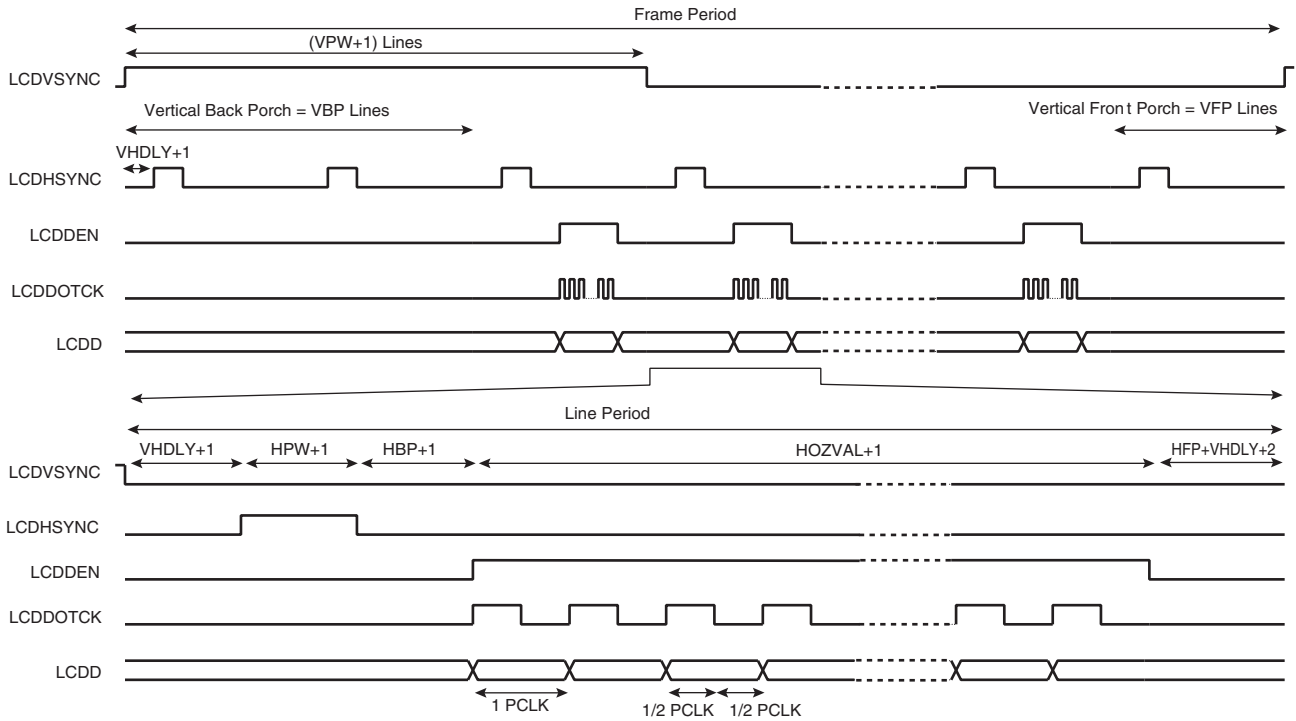 Frame Period
(VPW+1) Lines
LCDVSYNC
Vertical Back Porch = VBP Lines
Vertical Front Porch = VFP Lines
VHDLY+1
LCDHSYNC
LCDDEN
LCDDOTCK
LCDD
Line Period
VHDLY+1
HPW+1
HBP+1
HOZVAL+1
HFP+VHDLY+2
LCDVSYNC
LCDHSYNC
LCDDEN
LCDDOTCK
LCDD
1 PCLK
1/2 PCLK
1/2 PCLK